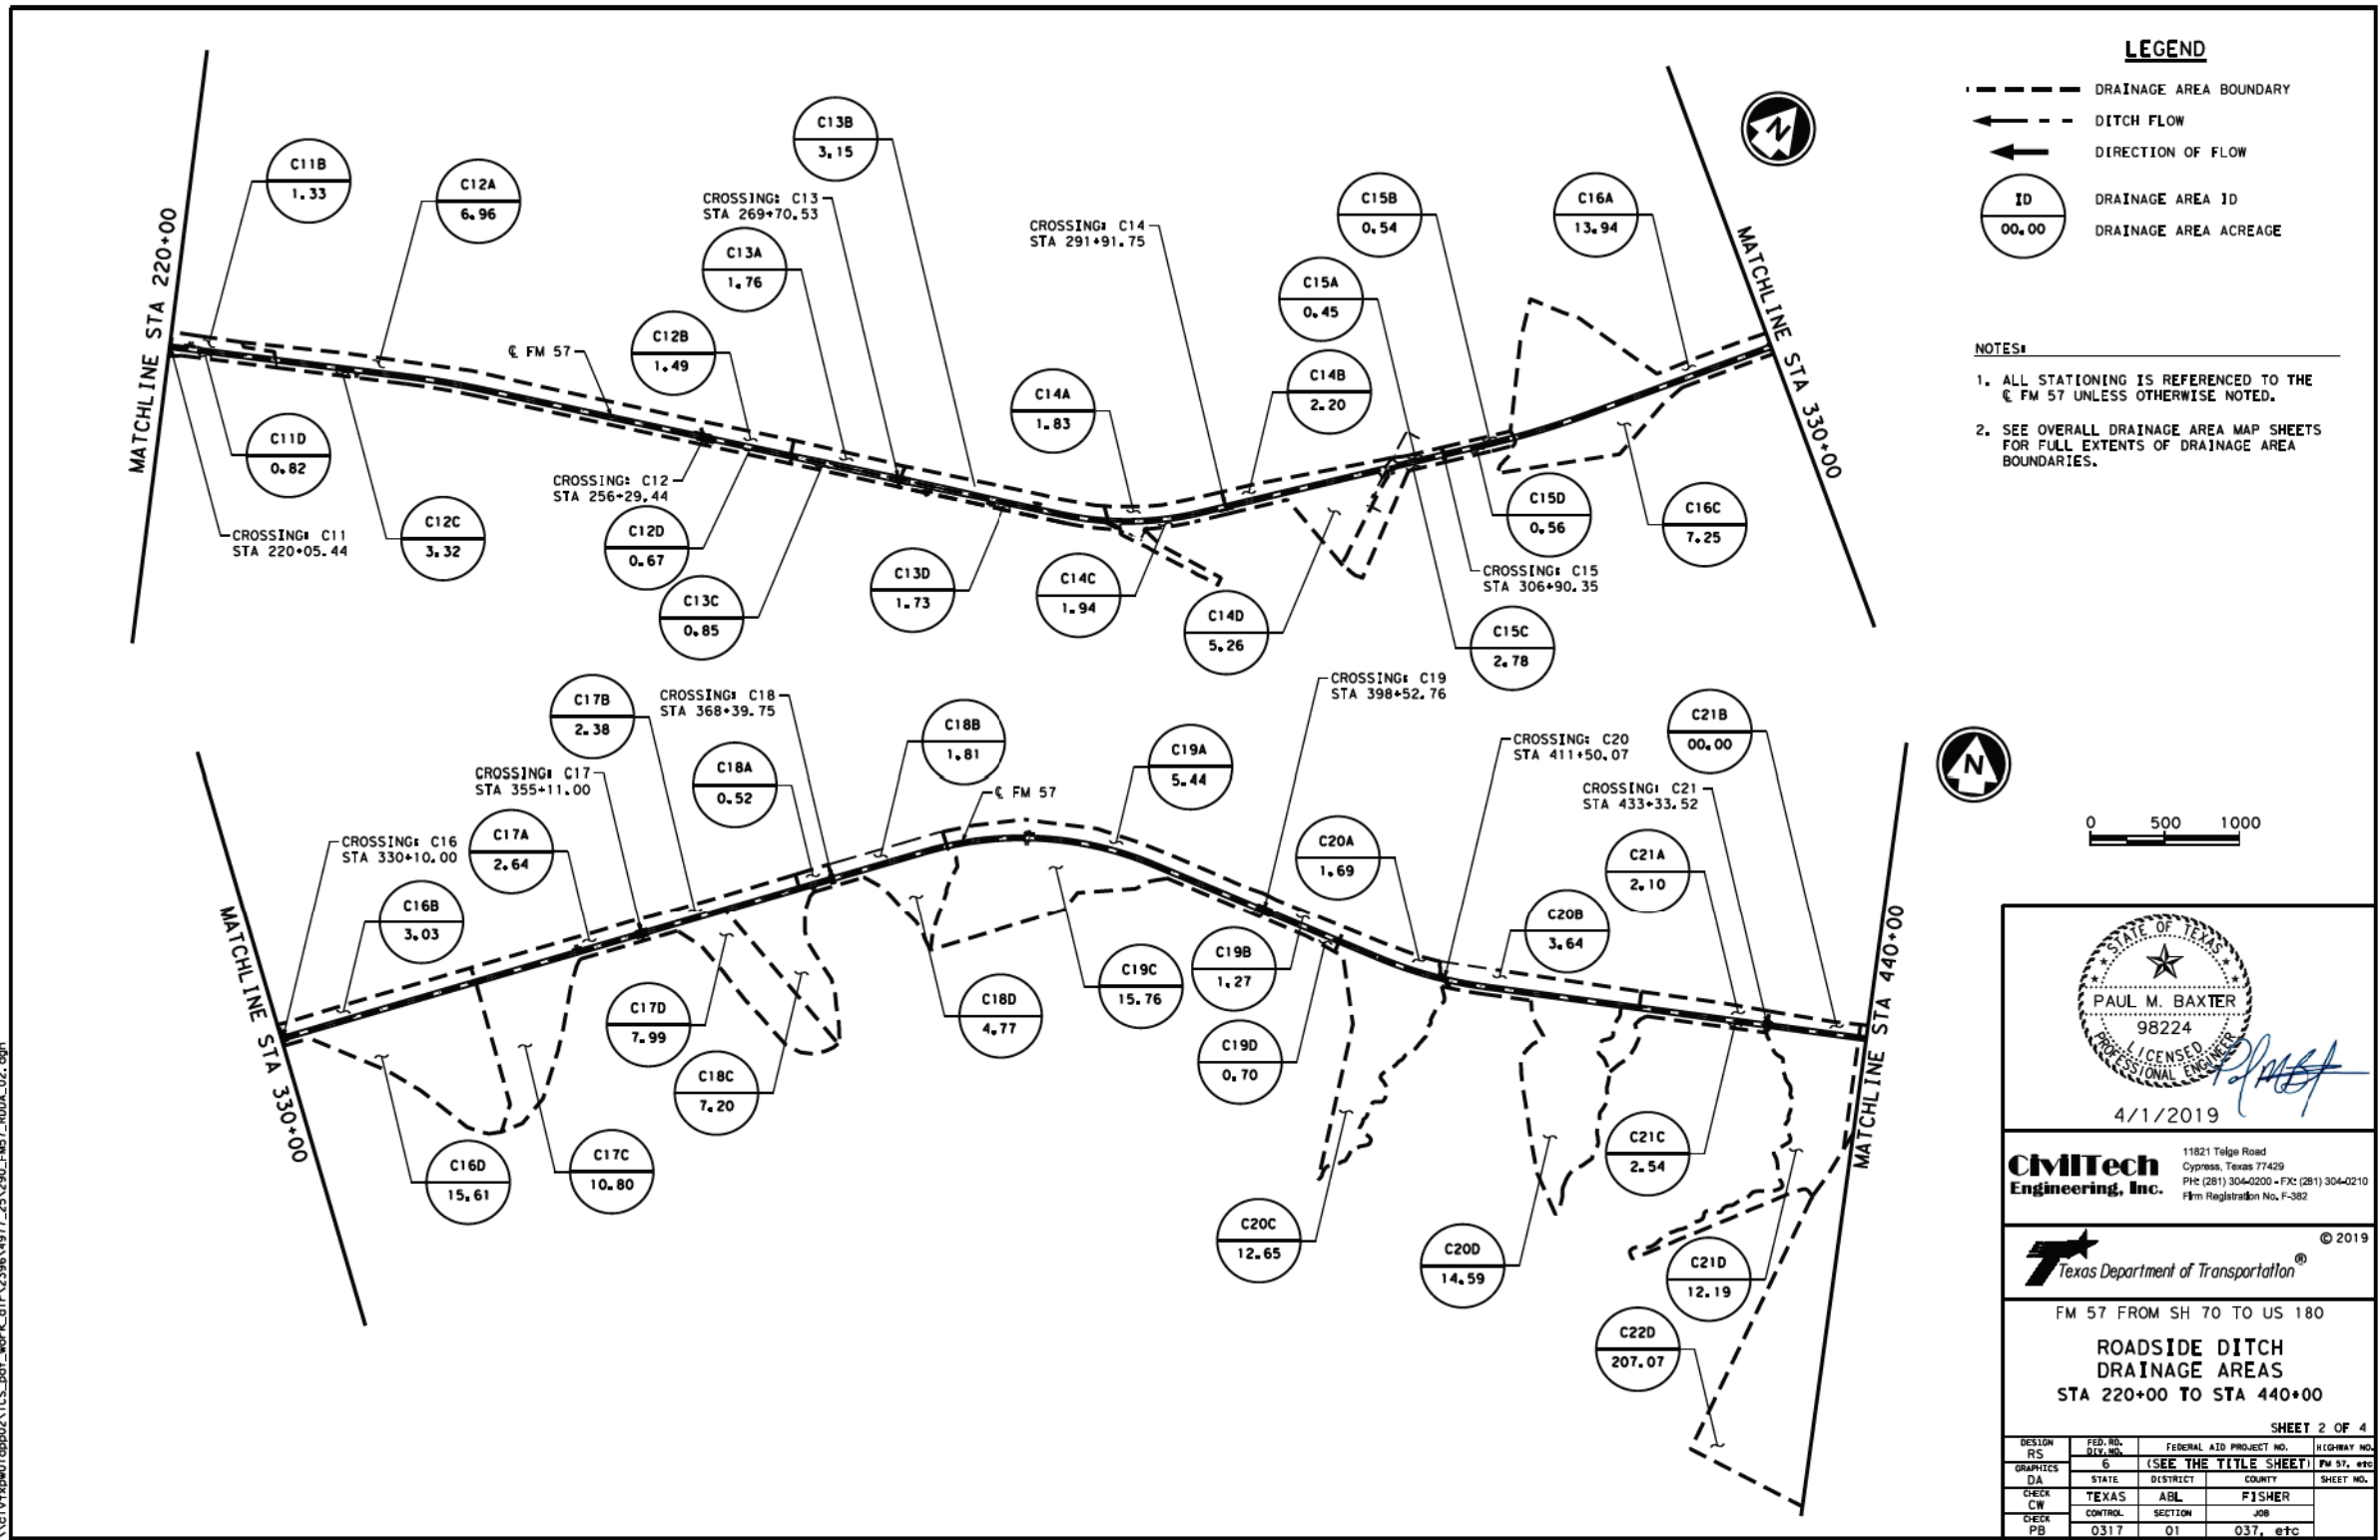 MATCHLINE STA 220+00
C11B
1.33
C12A
6.96
C13B
3.15
CROSSING: C13
STA 269+70.53
C13A
1.76
C12B
1.49
℄ FM 57
CROSSING: C14
STA 291+91.75
C15B
0.54
C16A
13.94
C15A
0.45
C14B
2.20
C14A
1.83
MATCHLINE STA 330+00
C11D
0.82
CROSSING: C11
STA 220+05.44
C12C
3.32
CROSSING: C12
STA 256+29.44
C12D
0.67
C13C
0.85
C13D
1.73
C14C
1.94
C14D
5.26
C15D
0.56
CROSSING: C15
STA 306+90.35
C15C
2.78
C16C
7.25
LEGEND
DRAINAGE AREA BOUNDARY
DITCH FLOW
DIRECTION OF FLOW
ID
00.00
DRAINAGE AREA ID
DRAINAGE AREA ACREAGE
N
NOTES:
1. ALL STATIONING IS REFERENCED TO THE
℄ FM 57 UNLESS OTHERWISE NOTED.
2. SEE OVERALL DRAINAGE AREA MAP SHEETS
FOR FULL EXTENTS OF DRAINAGE AREA
BOUNDARIES.
MATCHLINE STA 330+00
CROSSING: C16
STA 330+10.00
C16B
3.03
C17A
2.64
CROSSING: C17
STA 355+11.00
C17B
2.38
CROSSING: C18
STA 368+39.75
C18A
0.52
C18B
1.81
℄ FM 57
C19A
5.44
CROSSING: C19
STA 398+52.76
C20A
1.69
CROSSING: C20
STA 411+50.07
C21B
00.00
CROSSING: C21
STA 433+33.52
C21A
2.10
C20B
3.64
MATCHLINE STA 440+00
C16D
15.61
C17C
10.80
C17D
7.99
C18C
7.20
C18D
4.77
C19C
15.76
C19B
1.27
C19D
0.70
C20C
12.65
C20D
14.59
C21C
2.54
C21D
12.19
C22D
207.07
N
0 500 1000
STATE OF TEXAS
PAUL M. BAXTER
98224
LICENSED
PROFESSIONAL ENGINEER
4/1/2019
CivilTech
Engineering, Inc.
11821 Telge Road
Cypress, Texas 77429
PH: (281) 304-0200 - FX: (281) 304-0210
Firm Registration No. F-382
© 2019
Texas Department of Transportation®
FM 57 FROM SH 70 TO US 180
ROADSIDE DITCH
DRAINAGE AREAS
STA 220+00 TO STA 440+00
SHEET 2 OF 4
DESIGN
RS
GRAPHICS
DA
CHECK
CW
CHECK
PB
FED. RD. DIV. NO.
6
FEDERAL AID PROJECT NO.
(SEE THE TITLE SHEET)
HIGHWAY NO.
FM 57, etc
STATE
TEXAS
DISTRICT
ABL
COUNTY
FISHER
SHEET NO.
CONTROL
0317
SECTION
01
JOB
037, etc